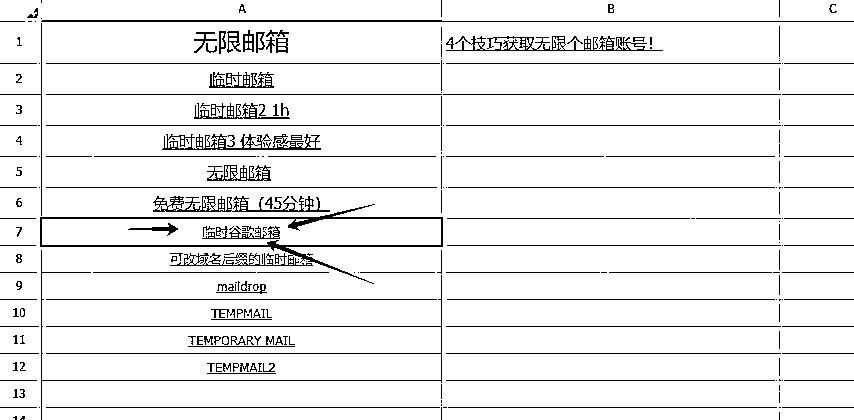 A B C
1 无限邮箱 4个技巧获取无限个邮箱账号！
2 临时邮箱
3 临时邮箱2 1h
4 临时邮箱3 体验感最好
5 无限邮箱
6 免费无限邮箱（45分钟）
7 临时谷歌邮箱
8 可改域名后缀的临时邮箱
9 maildrop
10 TEMPMAIL
11 TEMPORARY MAIL
12 TEMPMAIL2
13
14